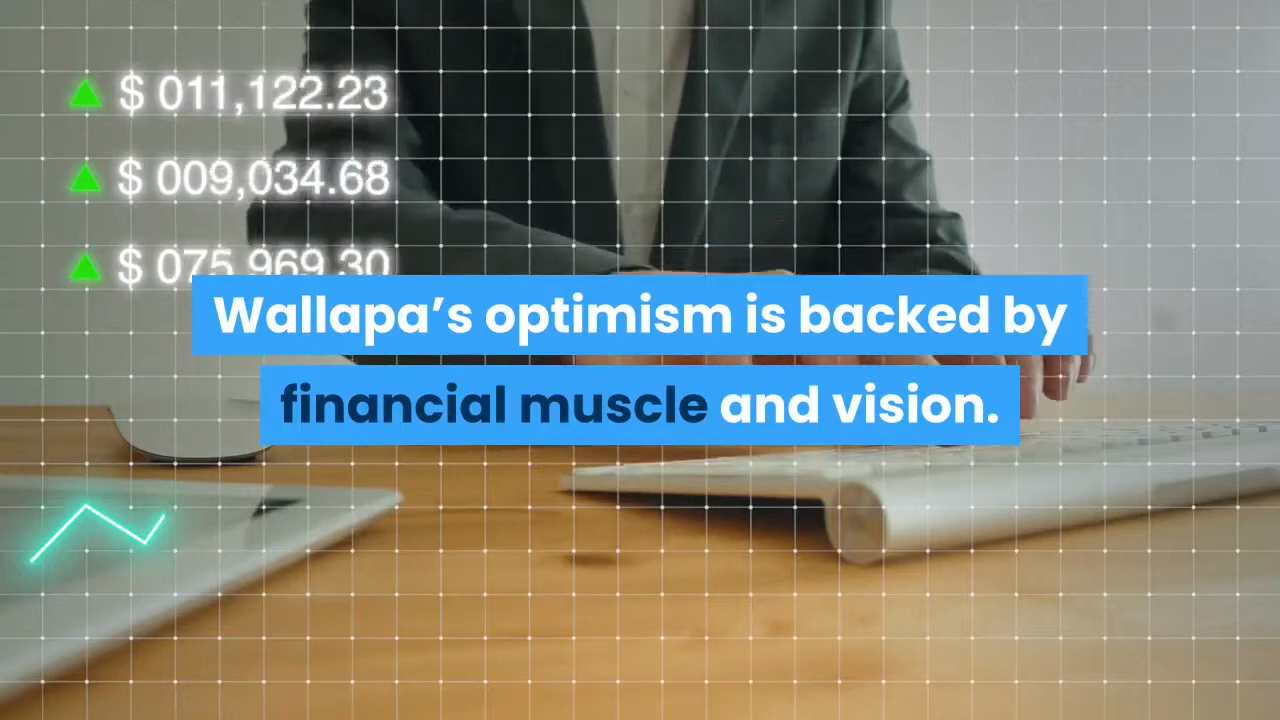 $ 011,122.23
$ 009,034.68
$ 075,969.30
Wallapa’s optimism is backed by
financial muscle and vision.